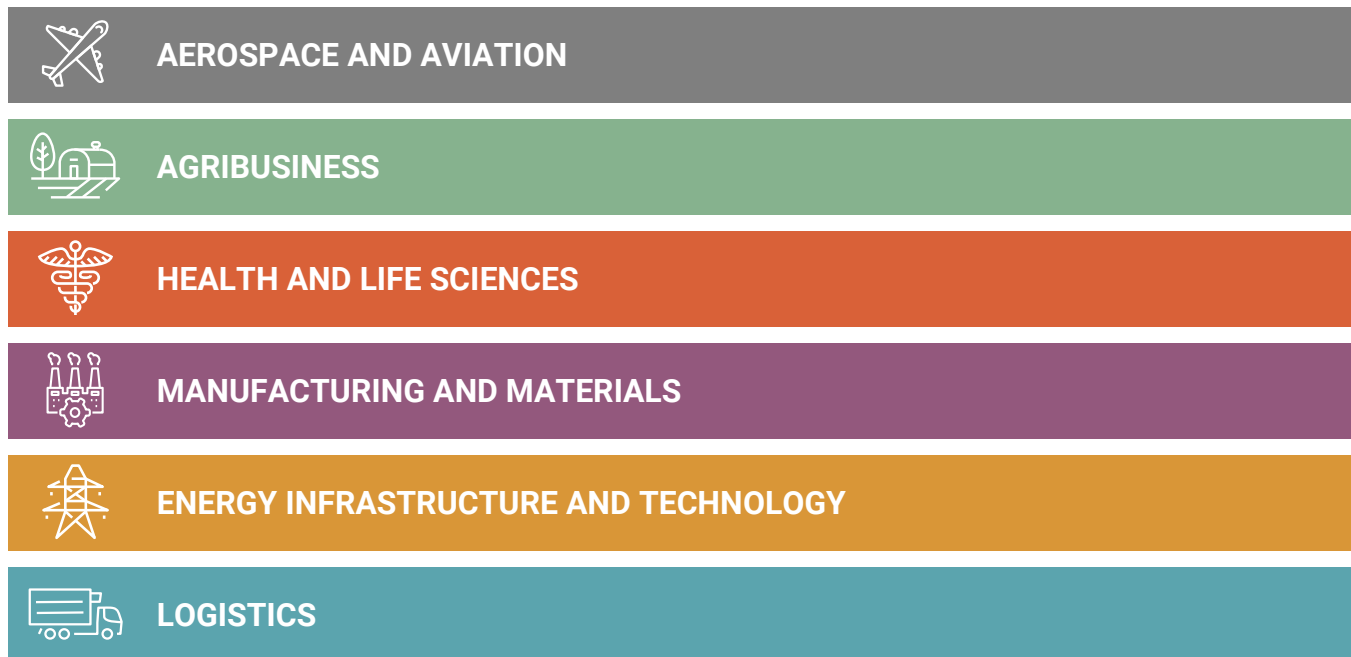 AEROSPACE AND AVIATION
AGRIBUSINESS
HEALTH AND LIFE SCIENCES
MANUFACTURING AND MATERIALS
ENERGY INFRASTRUCTURE AND TECHNOLOGY
LOGISTICS